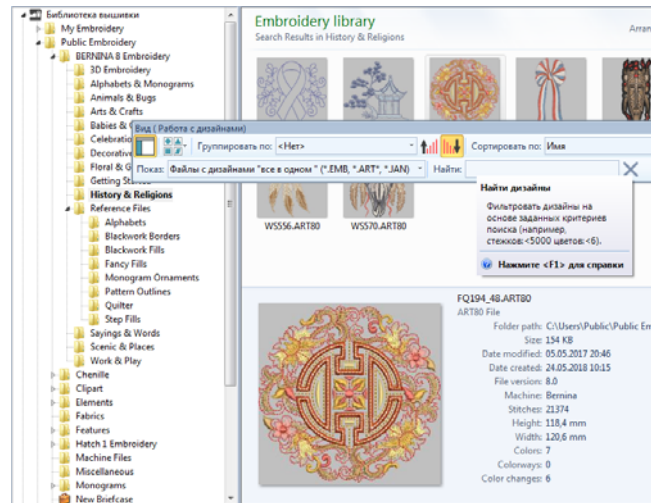 Библиотека вышивки
My Embroidery
Public Embroidery
BERNINA 8 Embroidery
3D Embroidery
Alphabets & Monograms
Animals & Bugs
Arts & Crafts
Babies &
Celebration
Decorative
Floral & G
Getting Star
History & Religions
Reference Files
Alphabets
Blackwork Borders
Blackwork Fills
Fancy Fills
Monogram Ornaments
Pattern Outlines
Quilter
Step Fills
Sayings & Words
Scenic & Places
Work & Play
Chenille
Clipart
Elements
Fabrics
Features
Hatch 1 Embroidery
Machine Files
Miscellaneous
Monograms
New Briefcase
Embroidery library
Search Results in History & Religions
Arran
Вид ( Работа с дизайнами)
Группировать по: <Нет> Сортировать по: Имя
Показ: Файлы с дизайнами "все в одном " (*.EMB, *.ART*, *.JAN) Найти:
Найти дизайны
Фильтровать дизайны на
основе заданных критериев
поиска (например,
стежков:<5000 цветов:<6).
Нажмите <F1> для справки
WS556.ART80 WS570.ART80
FQ194_48.ART80
ART80 File
Folder path: C:\Users\Public\Public Em
Size: 154 KB
Date modified: 05.05.2017 20:46
Date created: 24.05.2018 10:15
File version: 8.0
Machine: Bernina
Stitches: 21374
Height: 118,4 mm
Width: 120,6 mm
Colors: 7
Colorways: 0
Color changes: 6